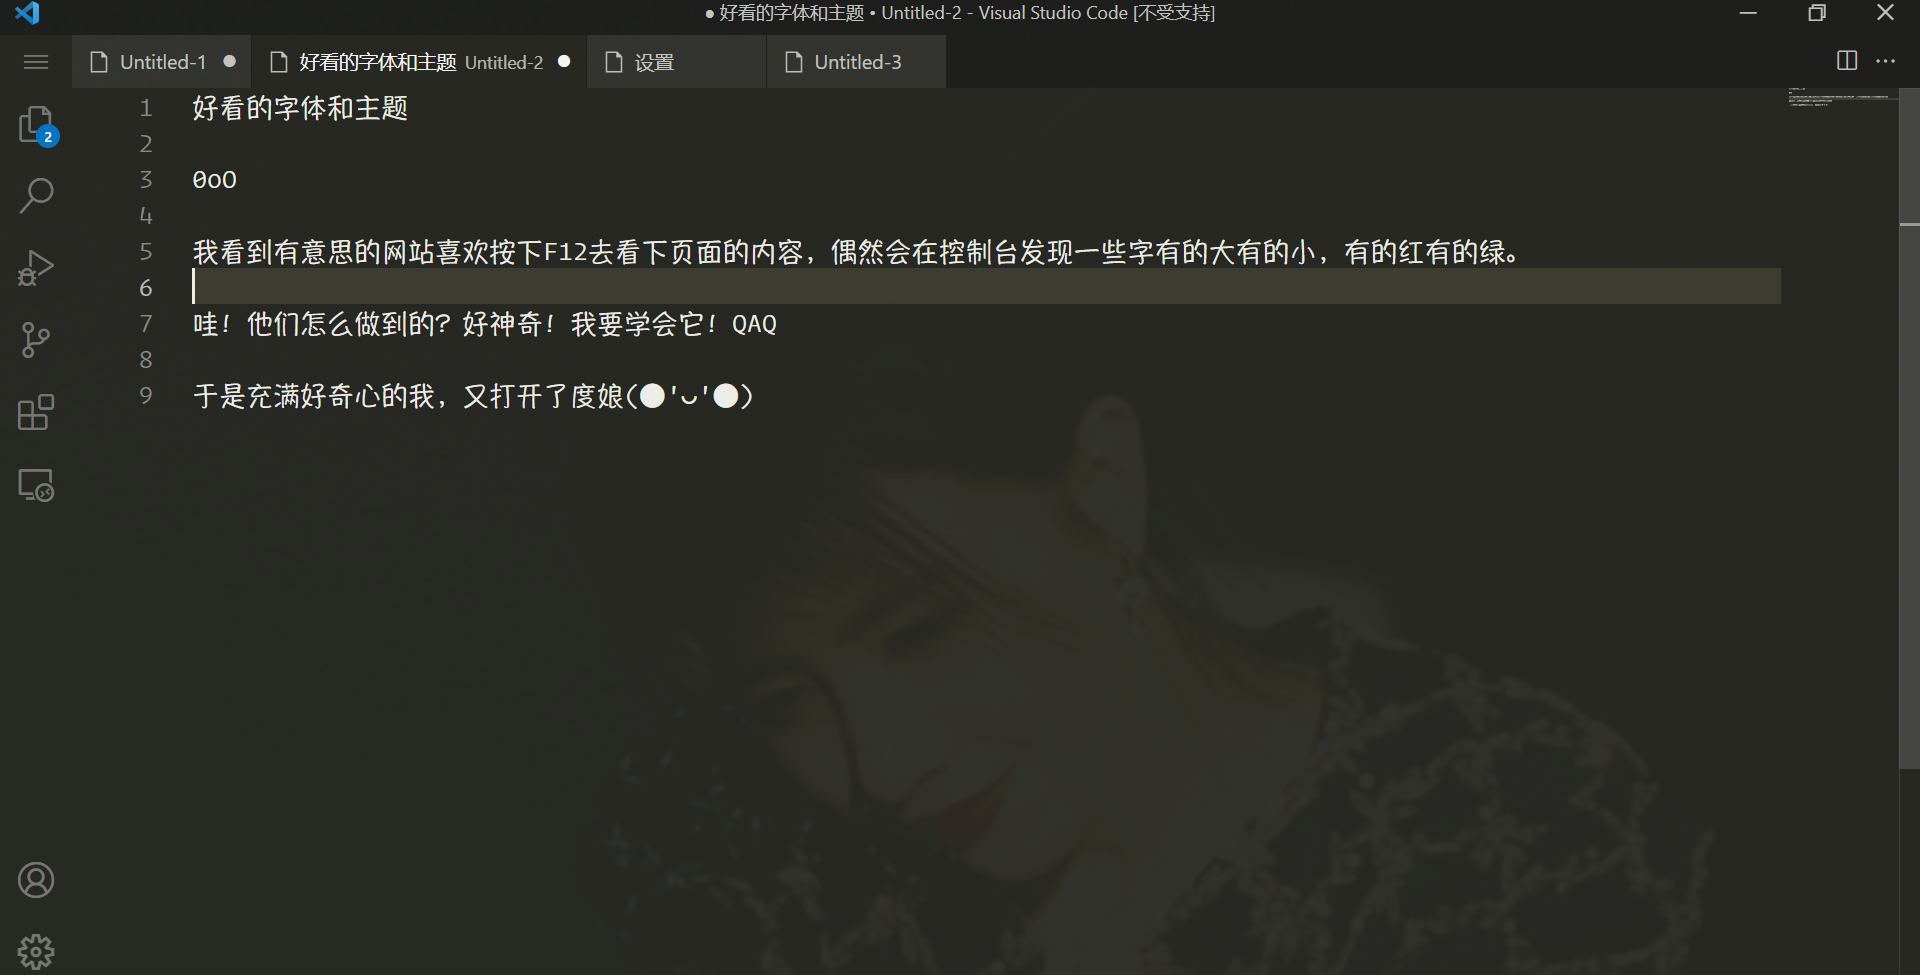 ● 好看的字体和主题 • Untitled-2 - Visual Studio Code [不受支持]
Untitled-1 ● 好看的字体和主题 Untitled-2 ● 设置 Untitled-3
2
1 好看的字体和主题
2
3 0oO
4
5 我看到有意思的网站喜欢按下F12去看下页面的内容，偶然会在控制台发现一些字有的大有的小，有的红有的绿。
6
7 哇！他们怎么做到的？好神奇！我要学会它！QAQ
8
9 于是充满好奇心的我，又打开了度娘(●'ᴗ'●)